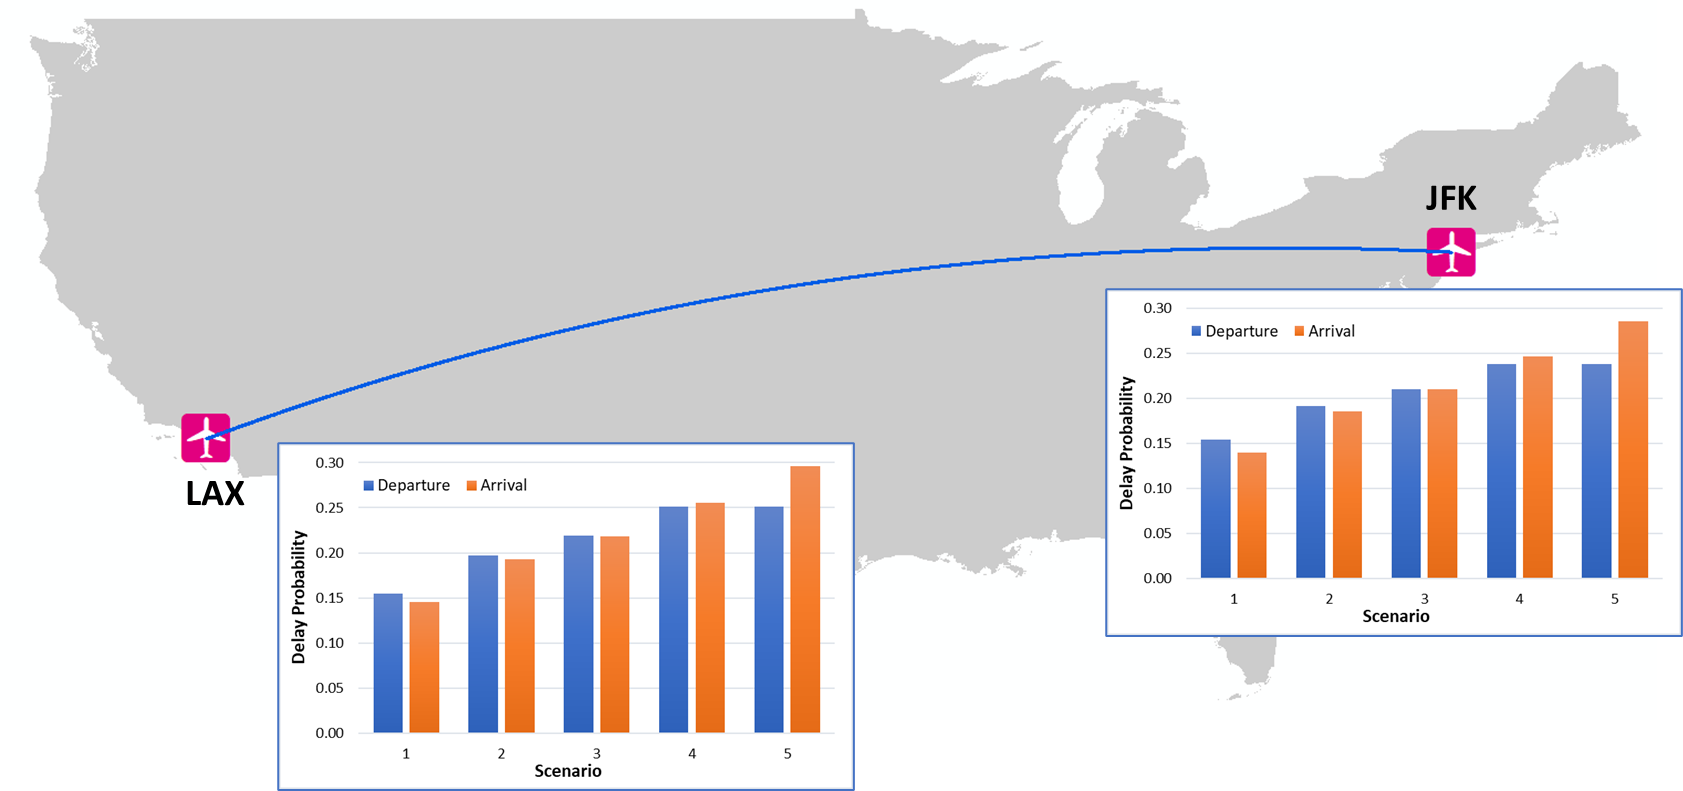 JFK
LAX
0.30
0.25
0.20
0.15
0.10
0.05
0.00
Delay Probability
Departure Arrival
1 2 3 4 5
Scenario
0.30
0.25
0.20
0.15
0.10
0.05
0.00
Delay Probability
Departure Arrival
1 2 3 4 5
Scenario